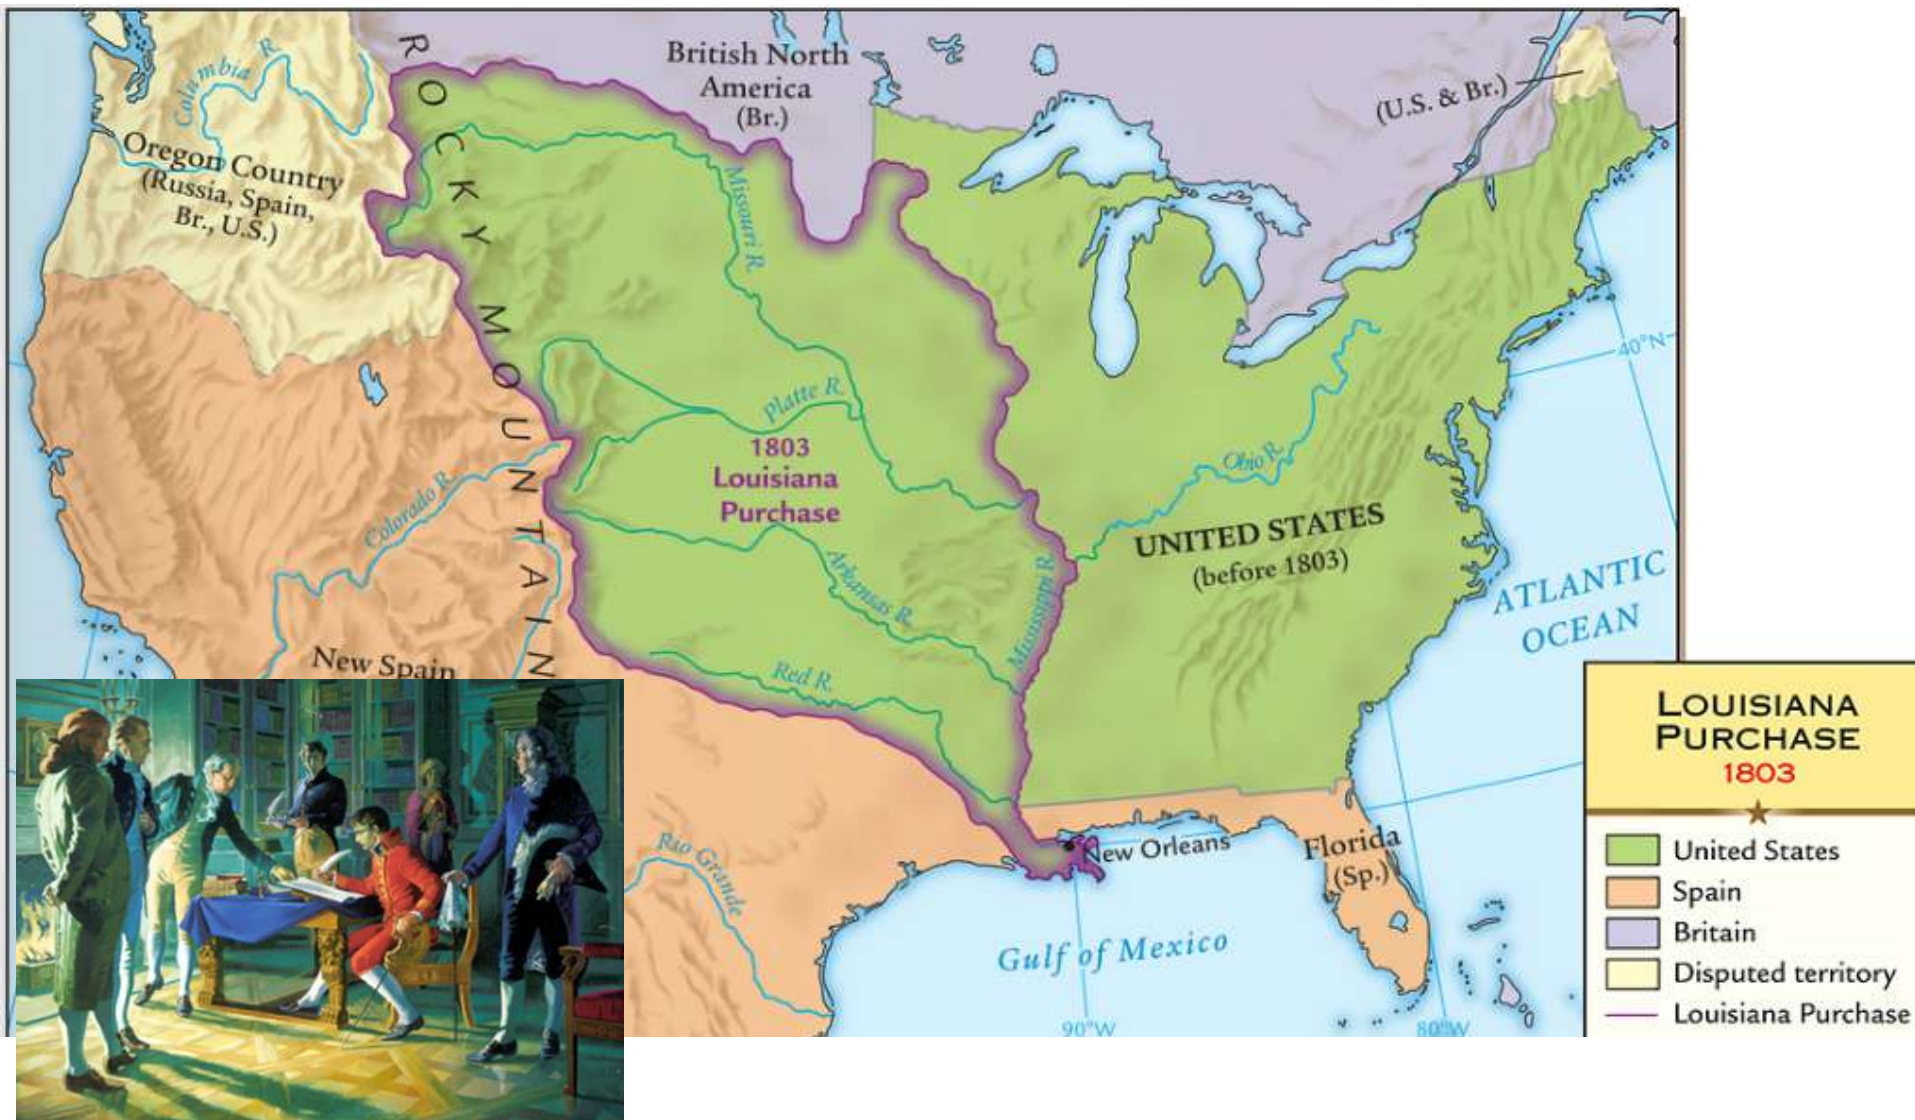 ROCKY MOUNTAIN
British North
America
(Br.)
(U.S. & Br.)
Columbia R.
Oregon Country
(Russia, Spain,
Br., U.S.)
Missouri R.
40°N
Platte R.
1803
Louisiana
Purchase
Ohio R.
Colorado R.
UNITED STATES
(before 1803)
Arkansas R.
Mississippi R.
ATLANTIC
OCEAN
New Spain
Red R.
Rio Grande
New Orleans
Florida
(Sp.)
Gulf of Mexico
90°W
80°W
LOUISIANA
PURCHASE
1803
United States
Spain
Britain
Disputed territory
Louisiana Purchase